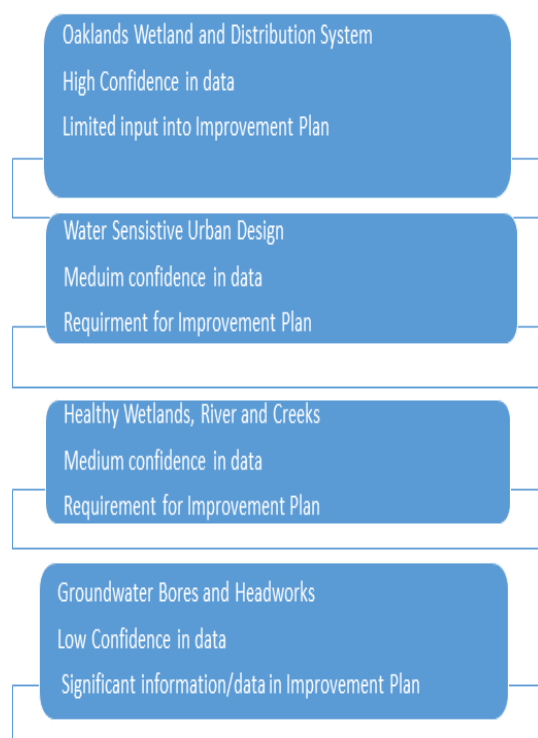 Oaklands Wetland and Distribution System
High Confidence in data
Limited input into Improvement Plan
Water Sensistive Urban Design
Meduim confidence in data
Requirment for Improvement Plan
Healthy Wetlands, River and Creeks
Medium confidence in data
Requirement for Improvement Plan
Groundwater Bores and Headworks
Low Confidence in data
Significant information/data in Improvement Plan